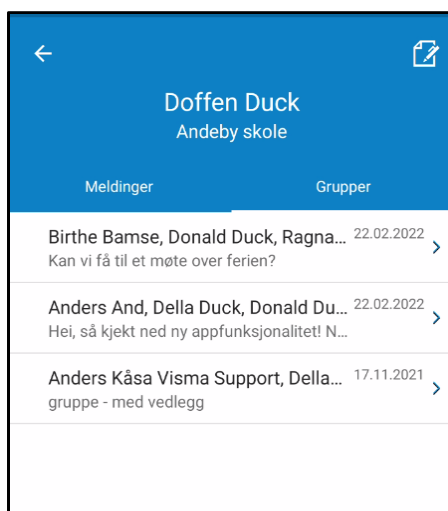 Doffen Duck
Andeby skole
Meldinger Grupper
Birthe Bamse, Donald Duck, Ragna... 22.02.2022
Kan vi få til et møte over ferien?
Anders And, Della Duck, Donald Du... 22.02.2022
Hei, så kjekt ned ny appfunksjonalitet! N...
Anders Kåsa Visma Support, Della... 17.11.2021
gruppe - med vedlegg